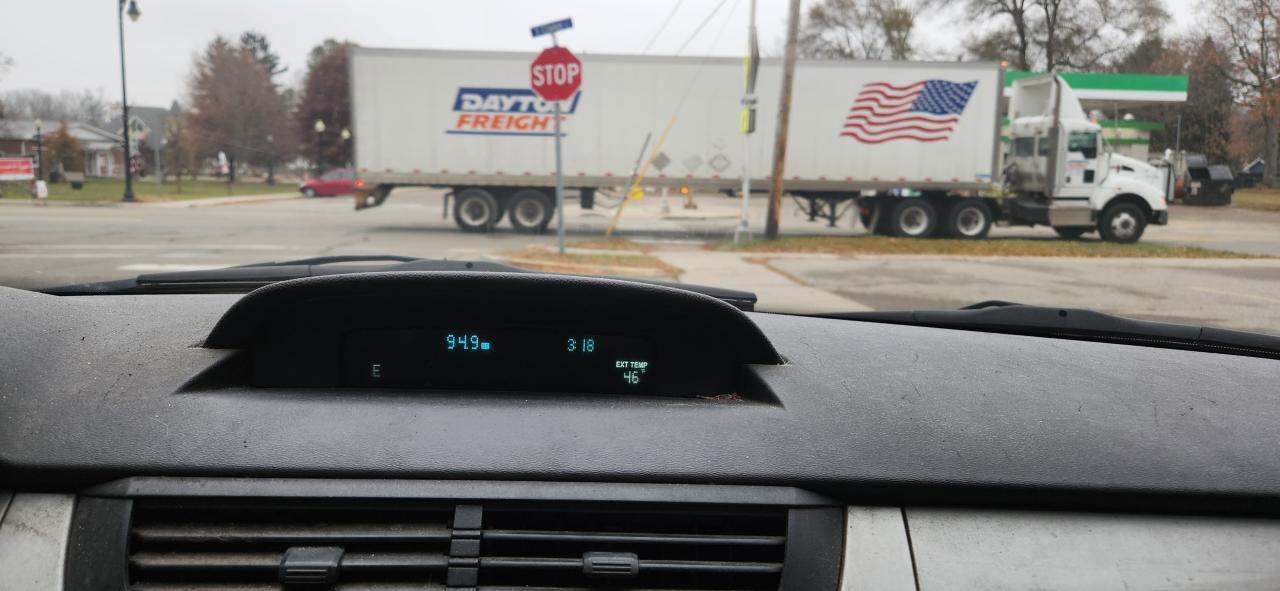 STOP
DAYTON
FREIGHT
94.9
3:18
E
EXT TEMP
46°F